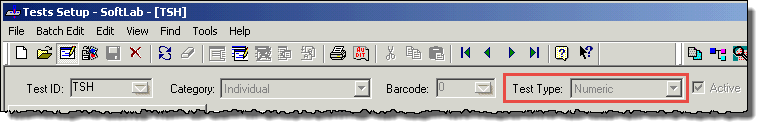 Tests Setup - SoftLab - [TSH]
File Batch Edit Edit View Find Tools Help
Test ID: TSH Category: Individual Barcode: 0 Test Type: Numeric Active